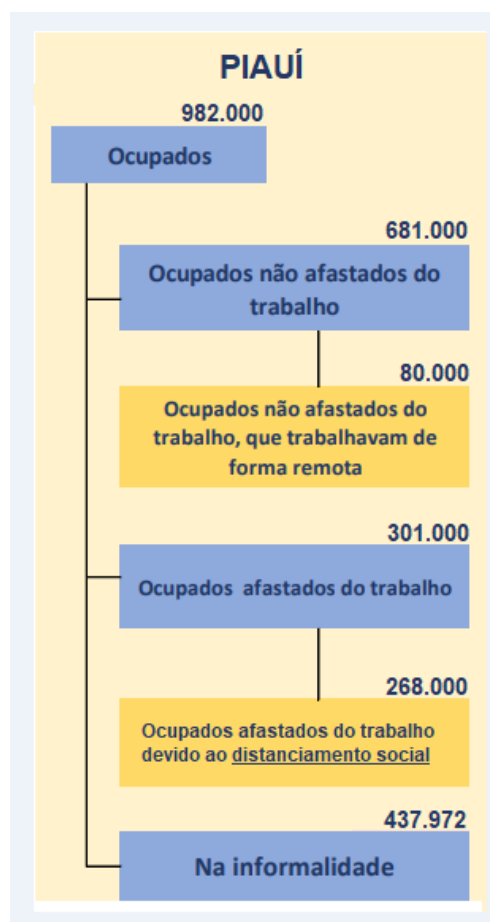 PIAUÍ
982.000
Ocupados
681.000
Ocupados não afastados do
trabalho
80.000
Ocupados não afastados do
trabalho, que trabalhavam de
forma remota
301.000
Ocupados afastados do trabalho
268.000
Ocupados afastados do trabalho
devido ao distanciamento social
437.972
Na informalidade